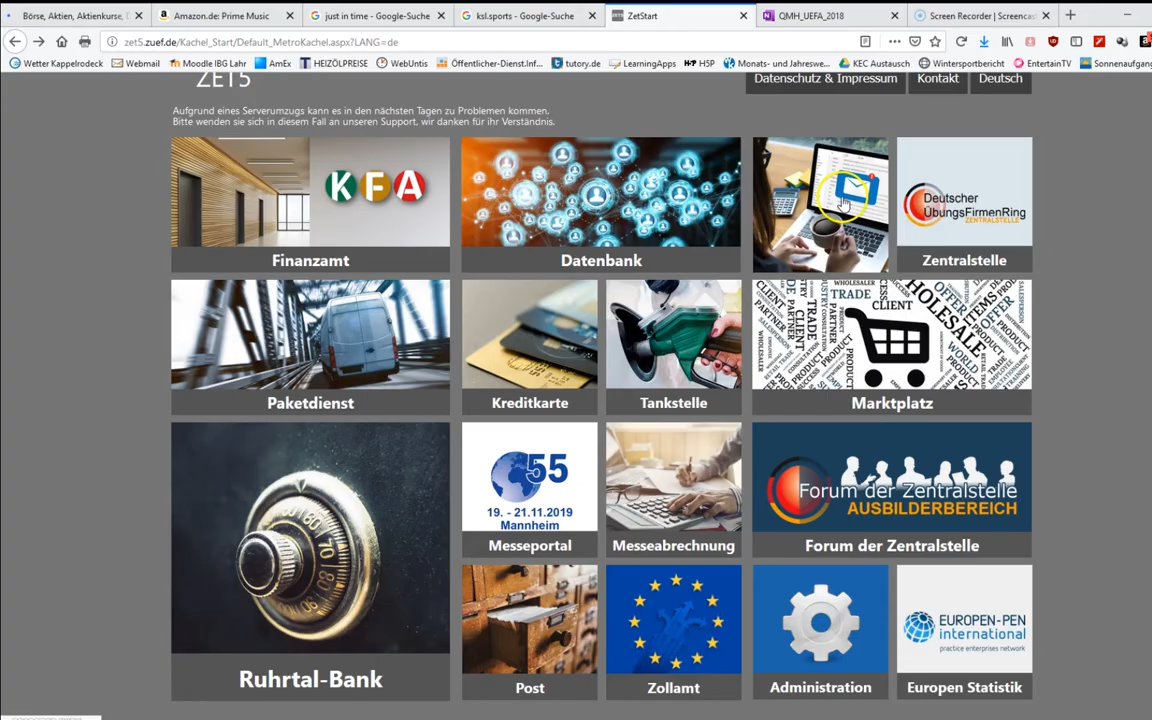 Börse, Aktien, Aktienkurse,
Amazon.de: Prime Music
just in time - Google-Suche
ksl.sports - Google-Suche
ZetStart
QMH_UEFA_2018
Screen Recorder | Screencas
zet5.zuef.de/Kachel_Start/Default_MetroKachel.aspx?LANG=de
Wetter Kappelrodeck
Webmail
Moodle IBG Lahr
AmEx
HEIZÖLPREISE
WebUntis
Öffentlicher-Dienst.Inf...
tutory.de
LearningApps
H5P
Monats- und Jahreswe...
KEC Austausch
Wintersportbericht
EntertainTV
Sonnenaufgang
ZET5
Datenschutz & Impressum
Kontakt
Deutsch
Aufgrund eines Serverumzugs kann es in den nächsten Tagen zu Problemen kommen.
Bitte wenden sie sich in diesem Fall an unseren Support, wir danken für ihr Verständnis.
KFA
Deutscher
ÜbungsFirmenRing
ZENTRALSTELLE
Finanzamt
Datenbank
Zentralstelle
WHOLESALE
TRADE
CLIENT
OFFER
ITEMS
Paketdienst
Kreditkarte
Tankstelle
Marktplatz
55
19. - 21.11.2019
Mannheim
Forum der Zentralstelle
AUSBILDERBEREICH
Messeportal
Messeabrechnung
Forum der Zentralstelle
EUROPEN-PEN
international
practice enterprises network
Ruhrtal-Bank
Post
Zollamt
Administration
Europen Statistik